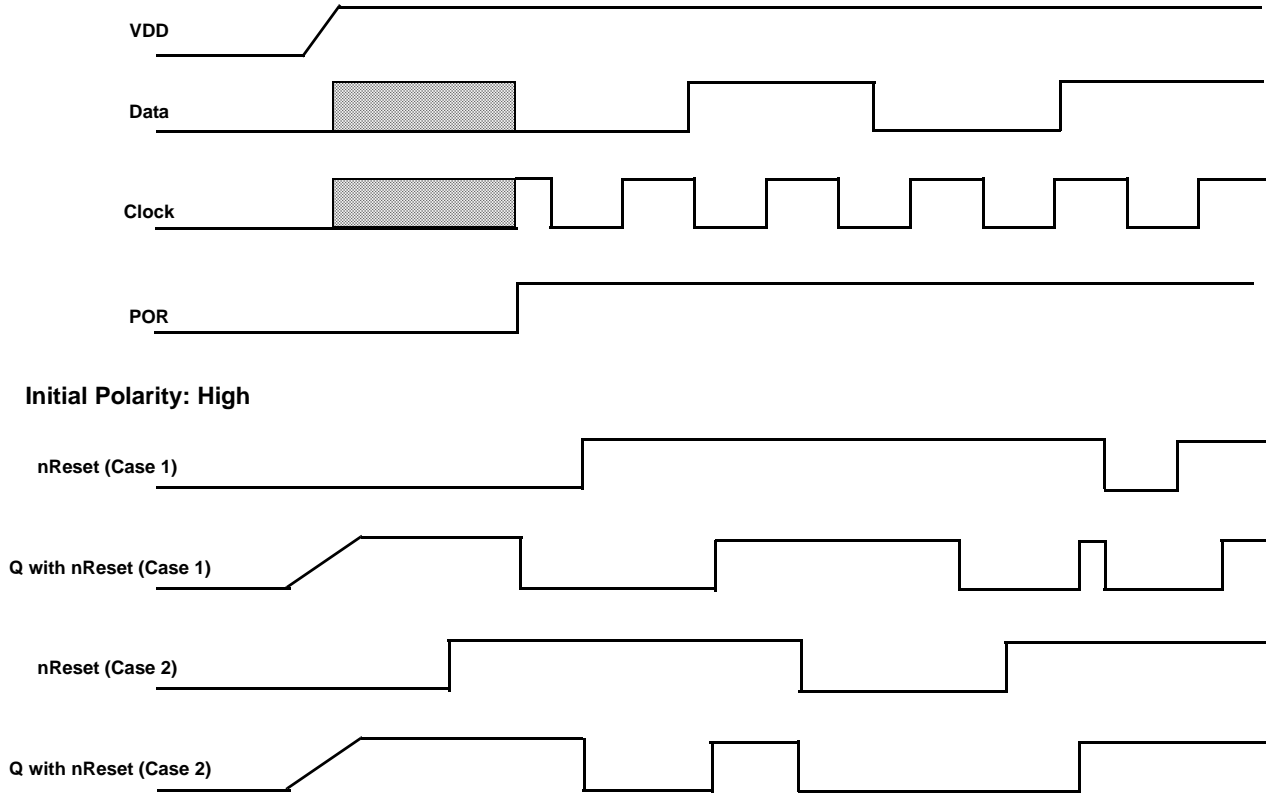 VDD
Data
Clock
POR
Initial Polarity: High
nReset (Case 1)
Q with nReset (Case 1)
nReset (Case 2)
Q with nReset (Case 2)